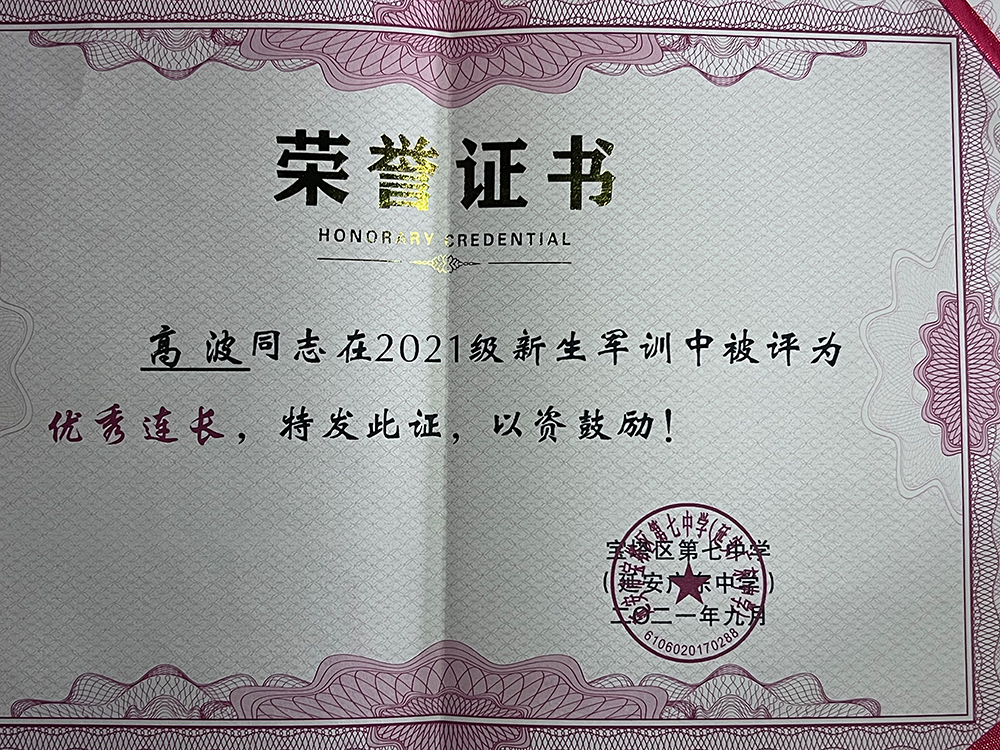 荣誉证书
HONORARY CREDENTIAL
高波同志在2021级新生军训中被评为
优秀连长，特发此证，以资鼓励！
宝塔区第七中学
（延安广东中学）
二〇二一年九月
6106020170288